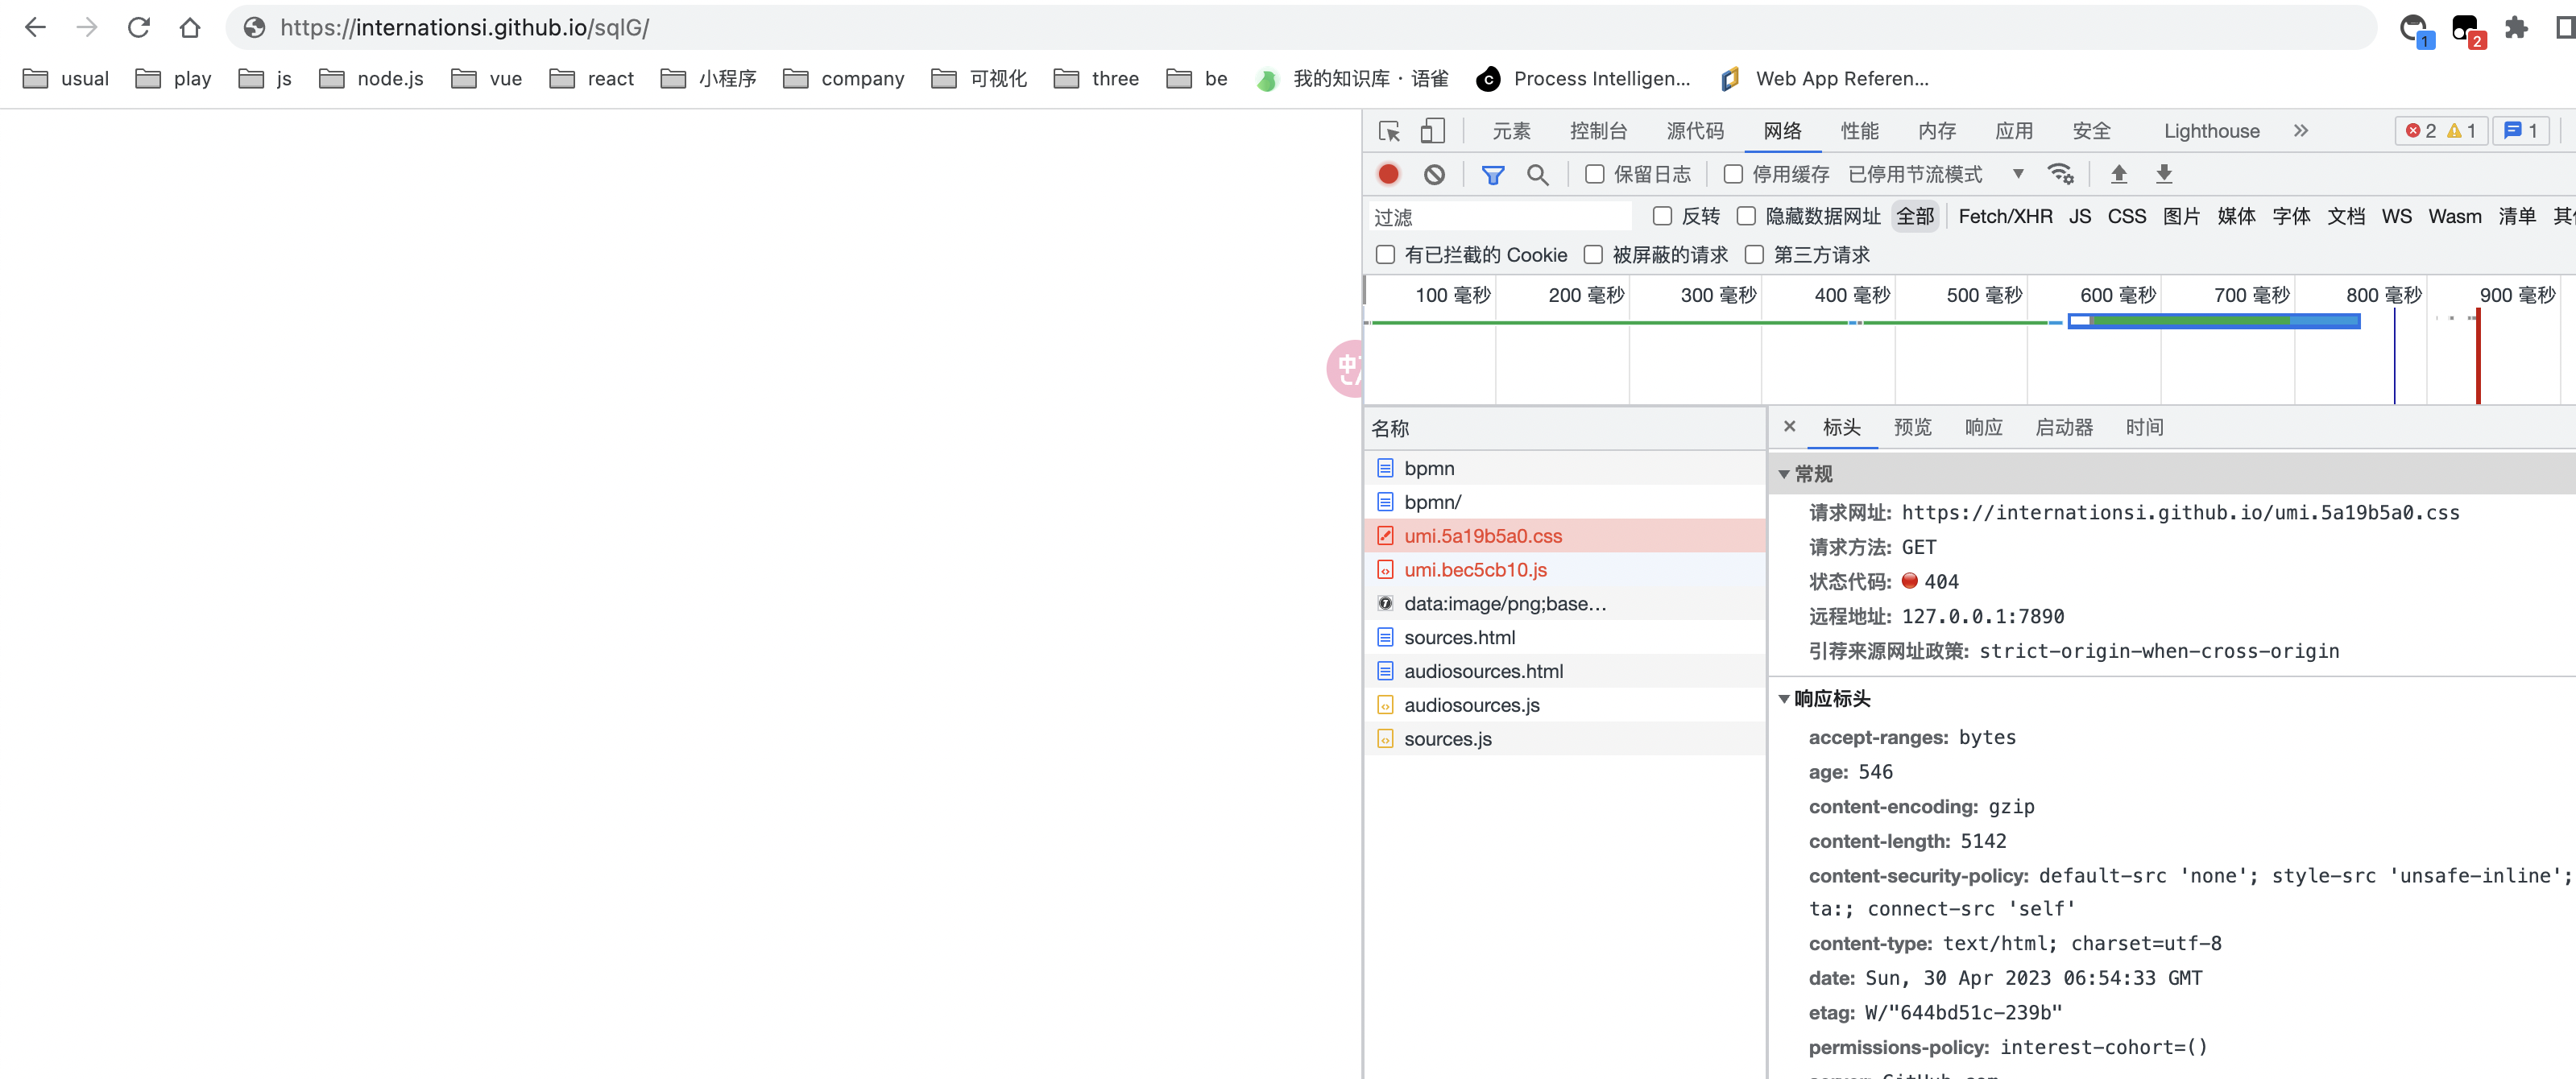 https://internationsi.github.io/sqlG/
1
2
usual play js node.js vue react 小程序 company 可视化 three be 我的知识库 · 语雀 Process Intelligen... Web App Referen...
元素 控制台 源代码 网络 性能 内存 应用 安全 Lighthouse 2 1 1
保留日志 停用缓存 已停用节流模式
过滤 反转 隐藏数据网址 全部 Fetch/XHR JS CSS 图片 媒体 字体 文档 WS Wasm 清单
有已拦截的 Cookie 被屏蔽的请求 第三方请求
100 毫秒 200 毫秒 300 毫秒 400 毫秒 500 毫秒 600 毫秒 700 毫秒 800 毫秒 900 毫秒
中
名称
bpmn
bpmn/
umi.5a19b5a0.css
umi.bec5cb10.js
data:image/png;base…
sources.html
audiosources.html
audiosources.js
sources.js
标头 预览 响应 启动器 时间
常规
请求网址: https://internationsi.github.io/umi.5a19b5a0.css
请求方法: GET
状态代码: 404
远程地址: 127.0.0.1:7890
引荐来源网址政策: strict-origin-when-cross-origin
响应标头
accept-ranges: bytes
age: 546
content-encoding: gzip
content-length: 5142
content-security-policy: default-src 'none'; style-src 'unsafe-inline';
ta:; connect-src 'self'
content-type: text/html; charset=utf-8
date: Sun, 30 Apr 2023 06:54:33 GMT
etag: W/"644bd51c-239b"
permissions-policy: interest-cohort=()